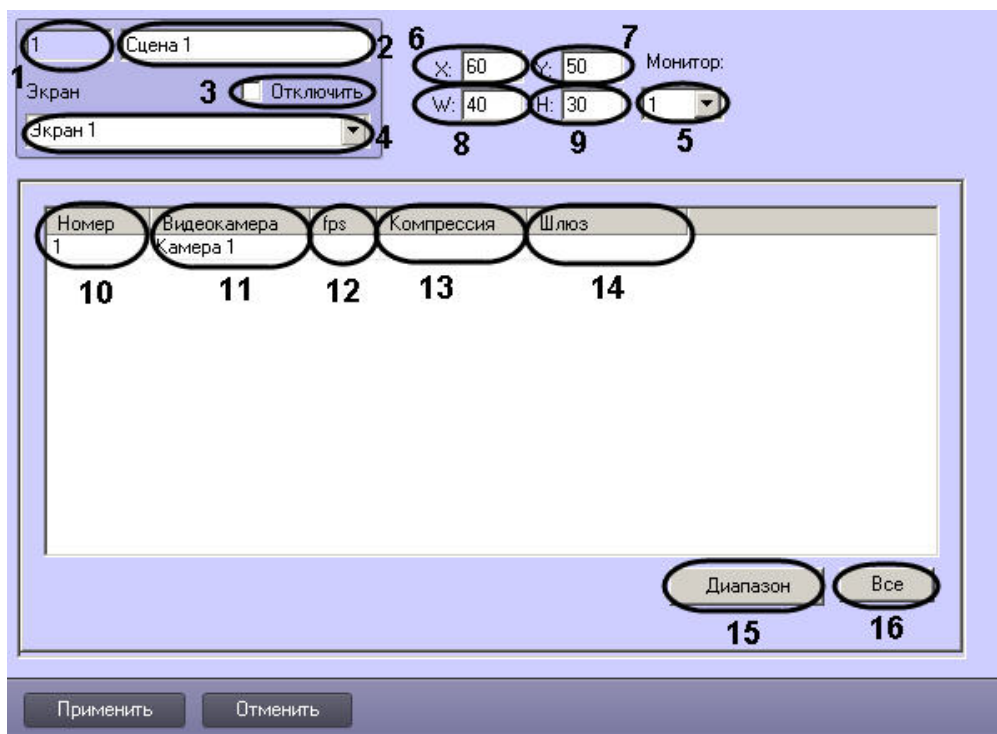 1 Сцена 1 2 6 7
X: 60 Y: 50 Монитор:
1 Экран 3 Отключить W: 40 H: 30 1
Экран 1 4 8 9 5
Номер Видеокамера fps Компрессия Шлюз
1 Камера 1
10 11 12 13 14
Диапазон Все
15 16
Применить Отменить